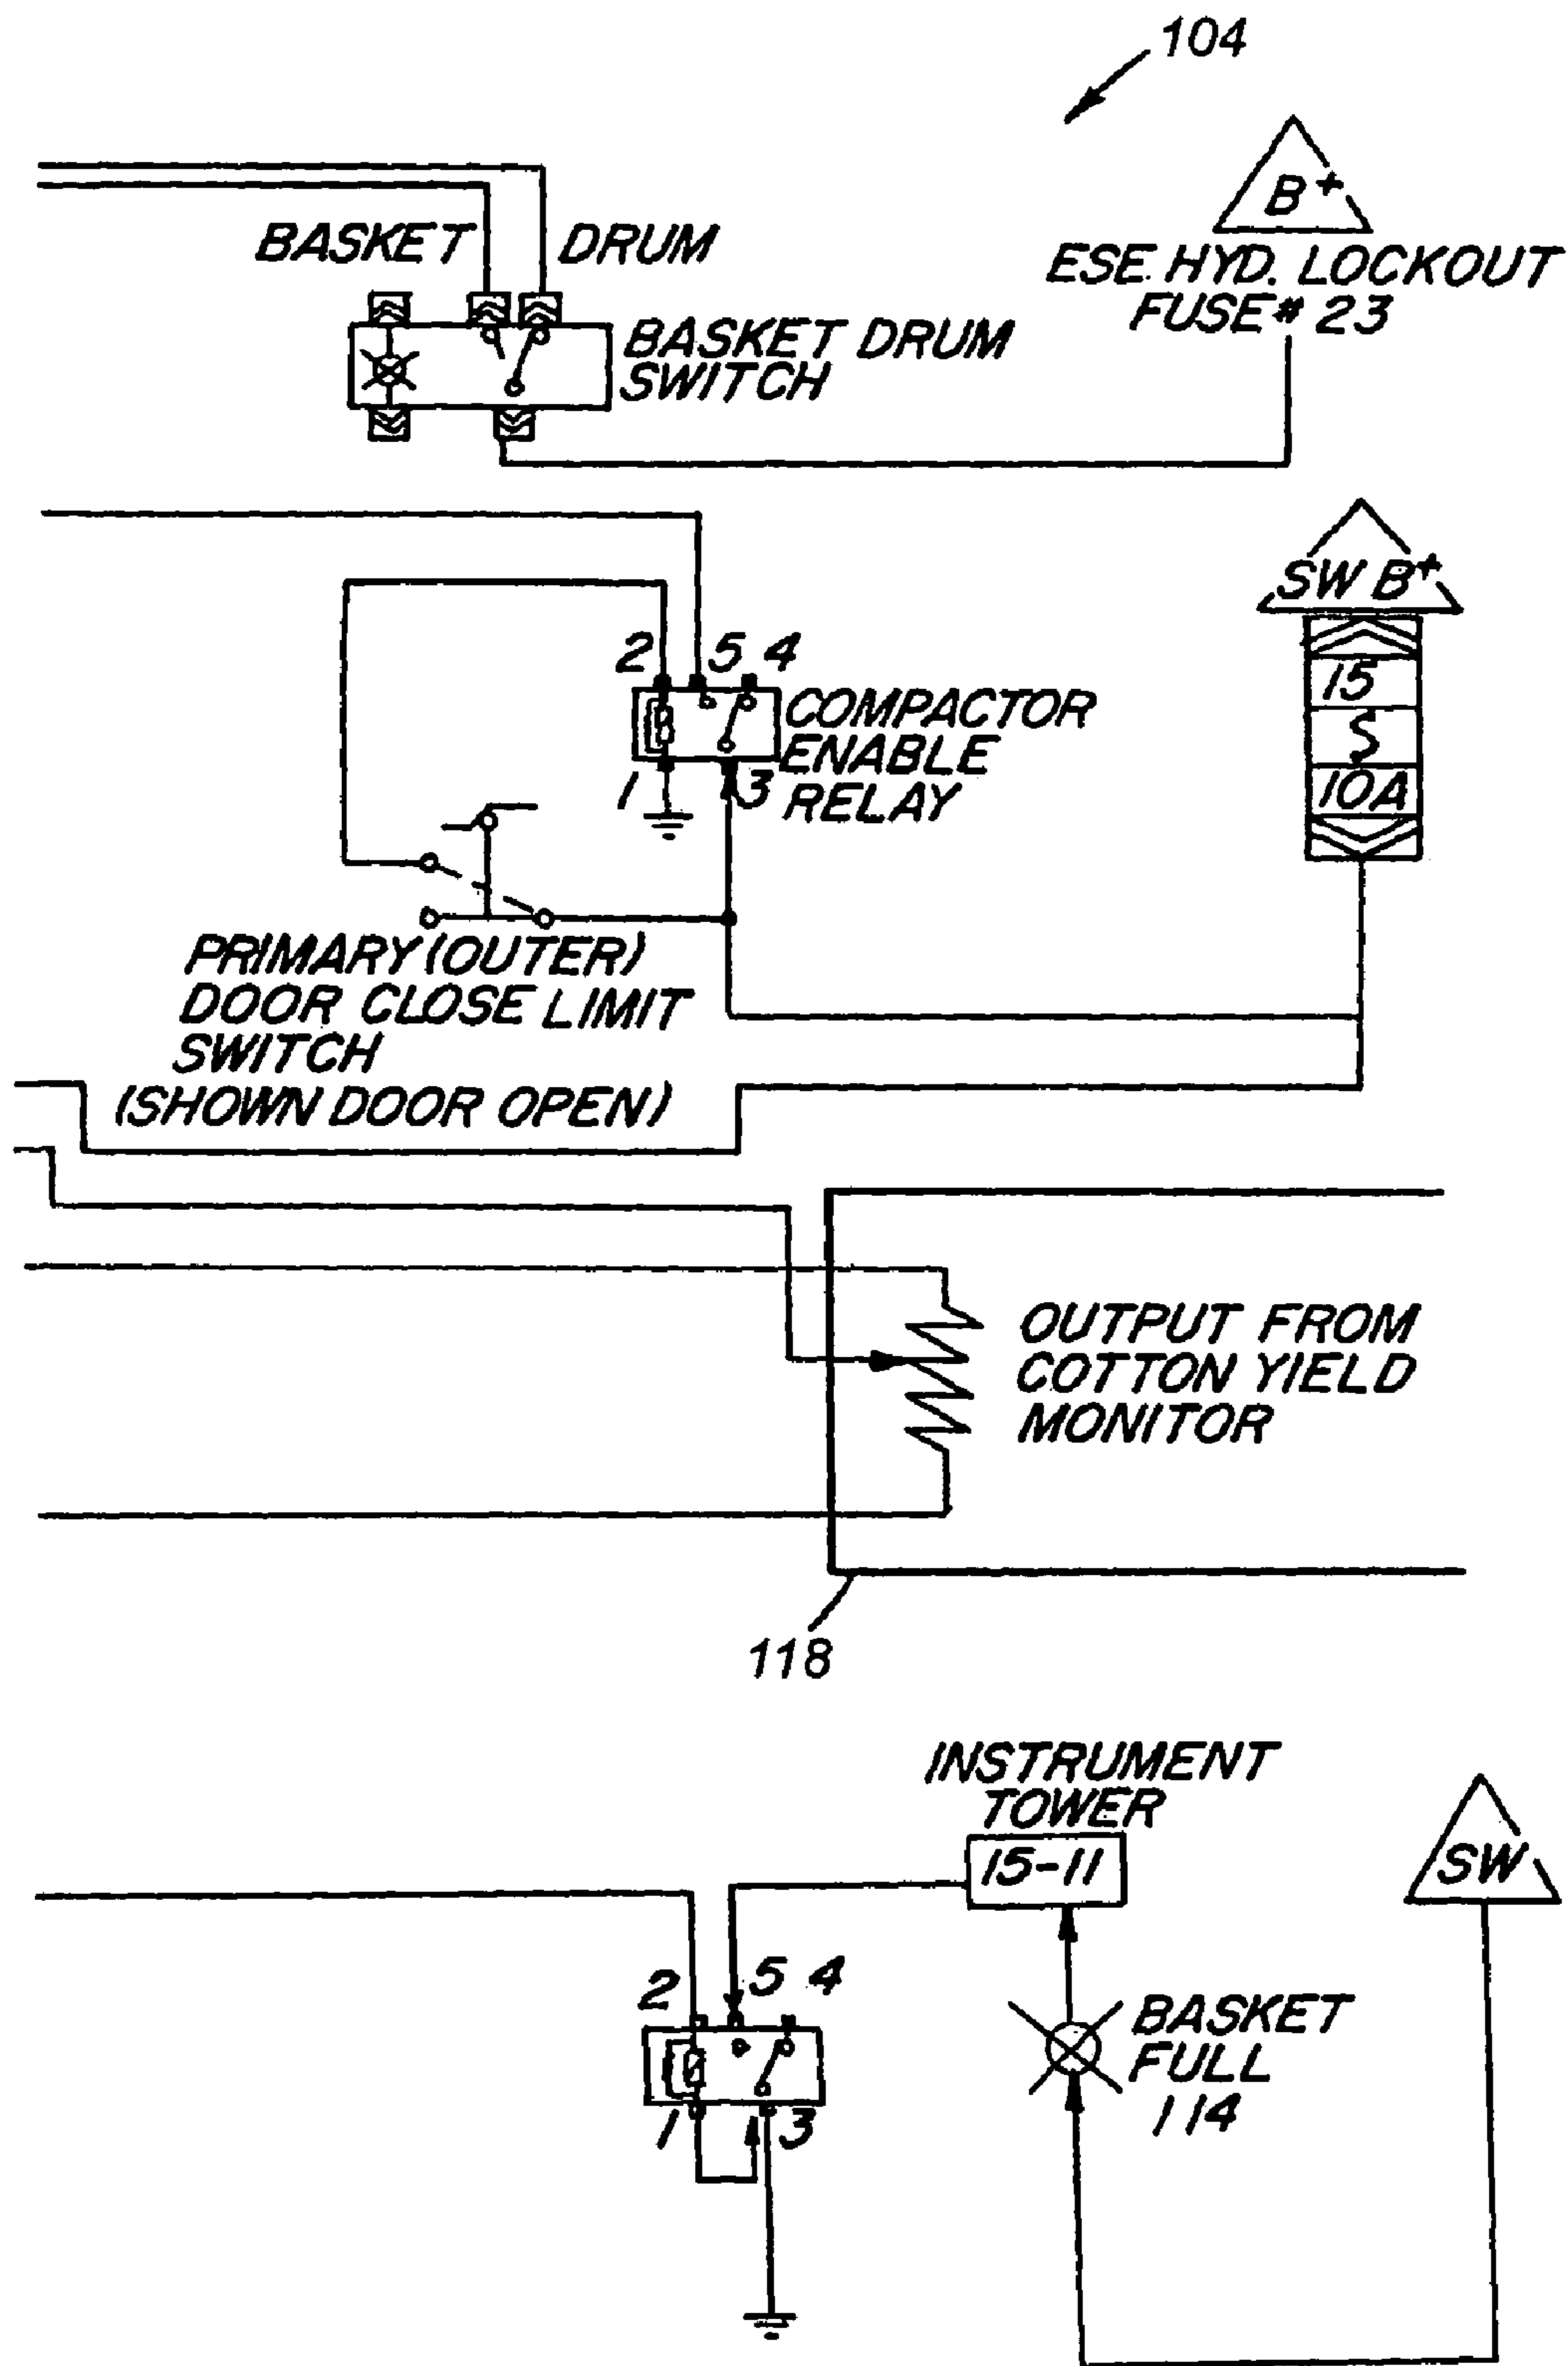 104
B+
BASKET DRUM
ESE. HYD. LOCKOUT
FUSE# 23
BASKET DRUM
SWITCH
SW B+
15
10A
2 5 4
COMPACTOR
ENABLE
RELAY
1 3
PRIMARY (OUTER)
DOOR CLOSE LIMIT
SWITCH
(SHOWN DOOR OPEN)
OUTPUT FROM
COTTON YIELD
MONITOR
118
INSTRUMENT
TOWER
15-11
SW
2 5 4
BASKET
FULL
114
1 3